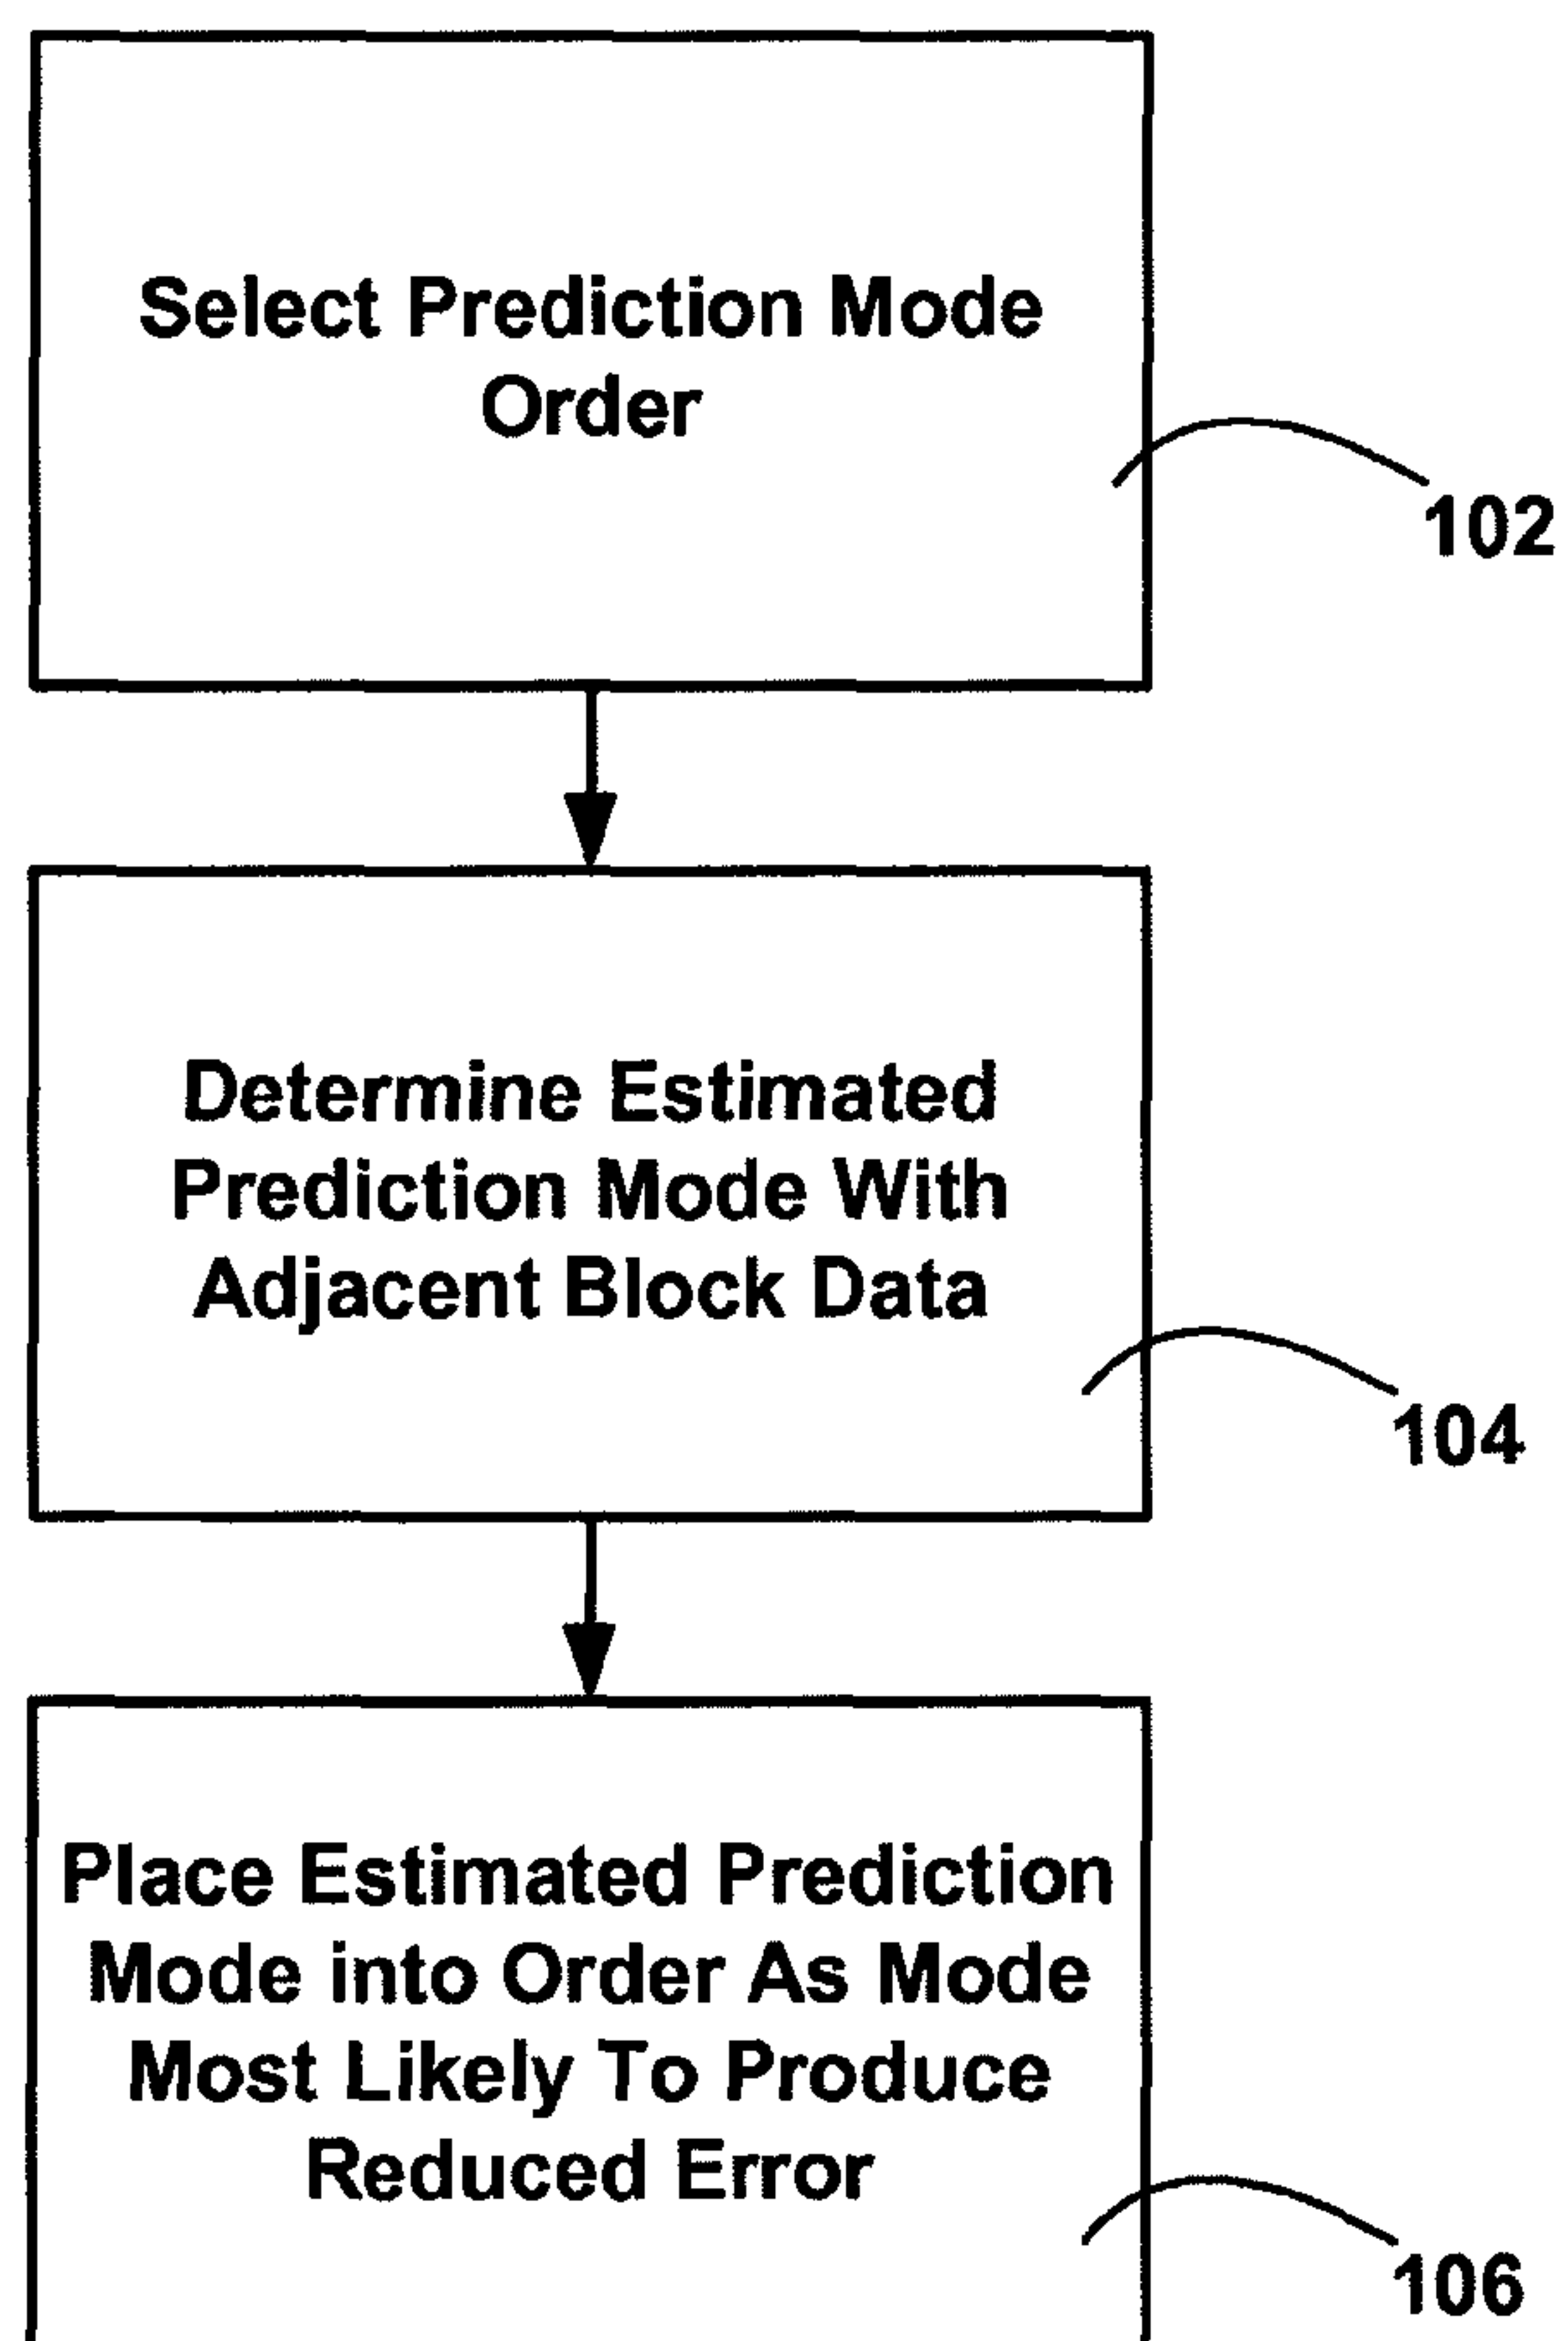 Select Prediction Mode
Order
102
Determine Estimated
Prediction Mode With
Adjacent Block Data
104
Place Estimated Prediction
Mode into Order As Mode
Most Likely To Produce
Reduced Error
106